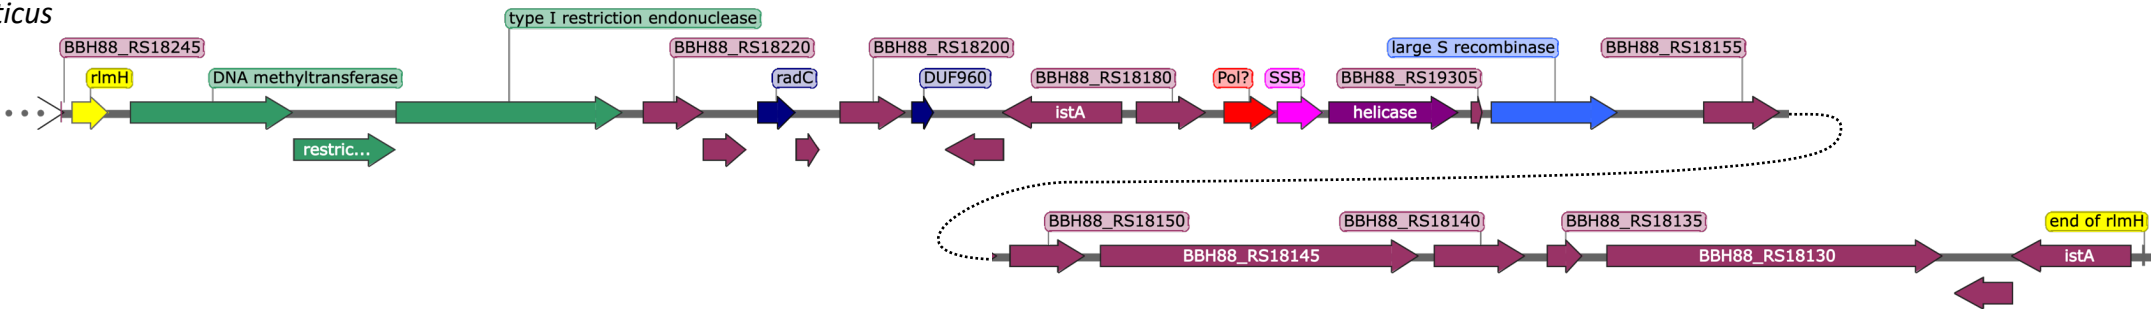 ticus
type I restriction endonuclease
BBH88_RS18245
BBH88_RS18220
BBH88_RS18200
large S recombinase
BBH88_RS18155
rlmH
DNA methyltransferase
radC
DUF960
BBH88_RS18180
Pol?
SSB
BBH88_RS19305
istA
helicase
restric...
BBH88_RS18150
BBH88_RS18140
BBH88_RS18135
end of rlmH
BBH88_RS18145
BBH88_RS18130
istA